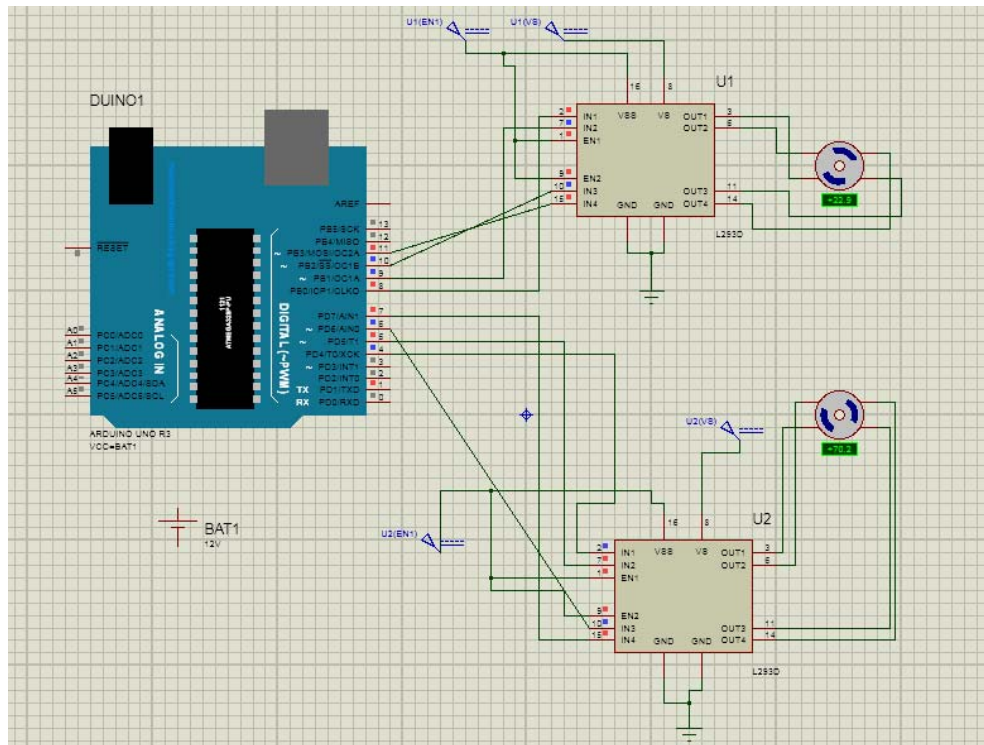 U1(EN1)
U1(VS)
DUINO1
U1
16
8
VSS
VS
2
IN1
7
IN2
1
EN1
9
EN2
10
IN3
15
IN4
OUT1
3
OUT2
6
OUT3
11
OUT4
14
GND
GND
L293D
+22.9
AREF
RESET
PB5/SCK
13
PB4/MISO
12
~
PB3/MOSI/OC2A
11
~
PB2/SS/OC1B
10
~
PB1/OC1A
9
PB0/ICP1/CLKO
8
PD7/AIN1
7
~
PD6/AIN0
6
~
PD5/T1
5
PD4/T0/XCK
4
~
PD3/INT1
3
PD2/INT0
2
TX
PD1/TXD
1
RX
PD0/RXD
0
DIGITAL (~PWM)
ANALOG IN
ATMEGA328P-PU
1121
A0
PC0/ADC0
A1
PC1/ADC1
A2
PC2/ADC2
A3
PC3/ADC3
A4
PC4/ADC4/SDA
A5
PC5/ADC5/SCL
ARDUINO UNO R3
VCC=BAT1
BAT1
12V
U2(VS)
+70.2
U2(EN1)
U2
16
8
VSS
VS
2
IN1
7
IN2
1
EN1
9
EN2
10
IN3
15
IN4
OUT1
3
OUT2
6
OUT3
11
OUT4
14
GND
GND
L293D